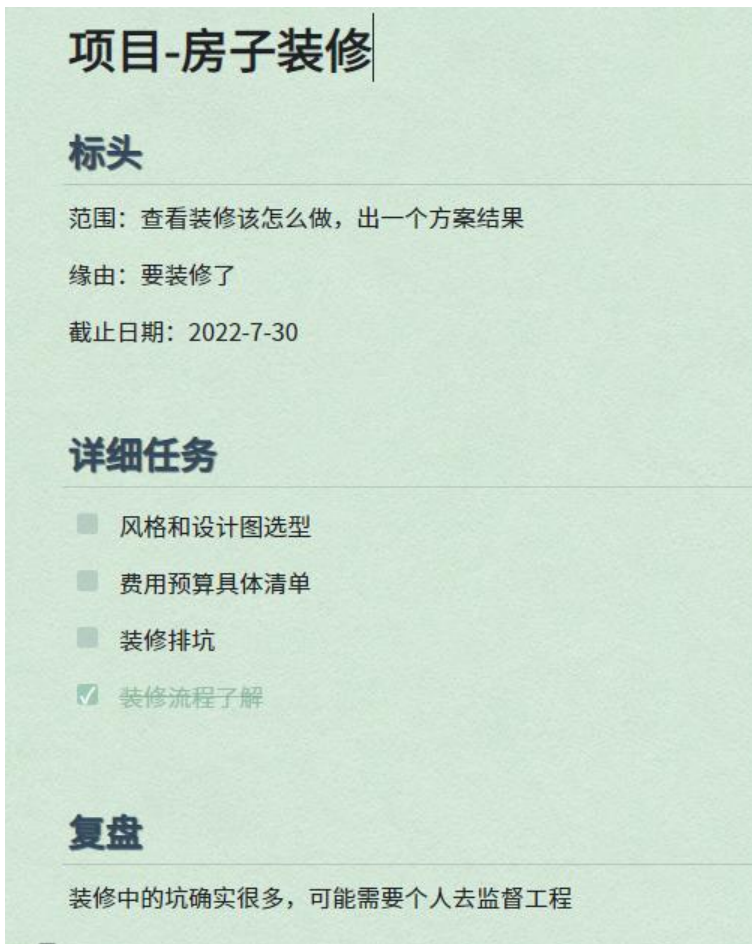 项目-房子装修
标头
范围：查看装修该怎么做，出一个方案结果
缘由：要装修了
截止日期：2022-7-30
详细任务
风格和设计图选型
费用预算具体清单
装修排坑
装修流程了解
复盘
装修中的坑确实很多，可能需要个人去监督工程